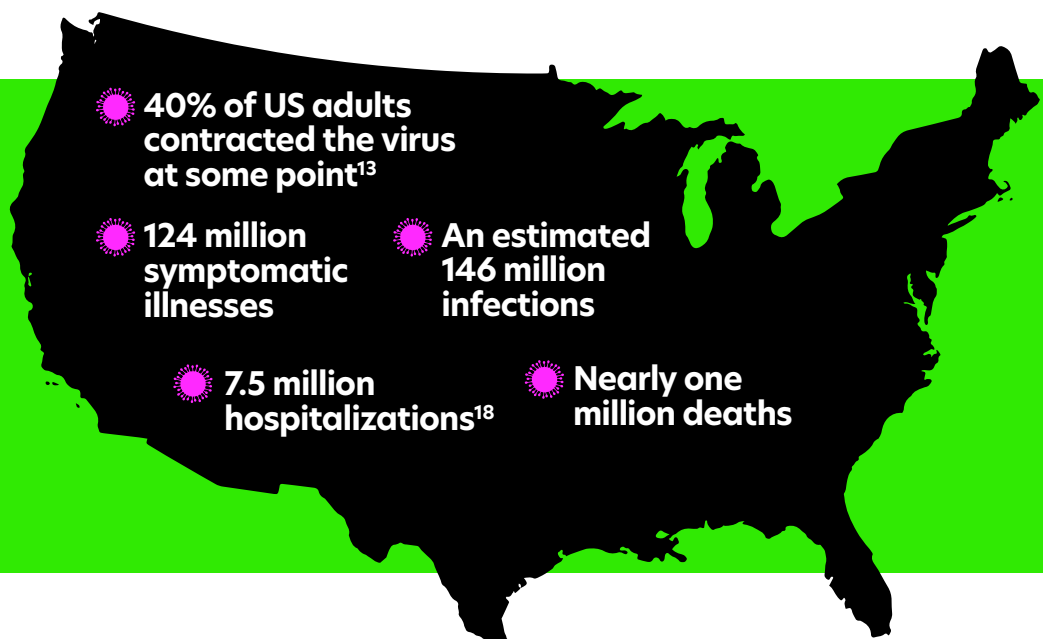 40% of US adults
contracted the virus
at some point¹³
124 million
symptomatic
illnesses
An estimated
146 million
infections
7.5 million
hospitalizations¹⁸
Nearly one
million deaths